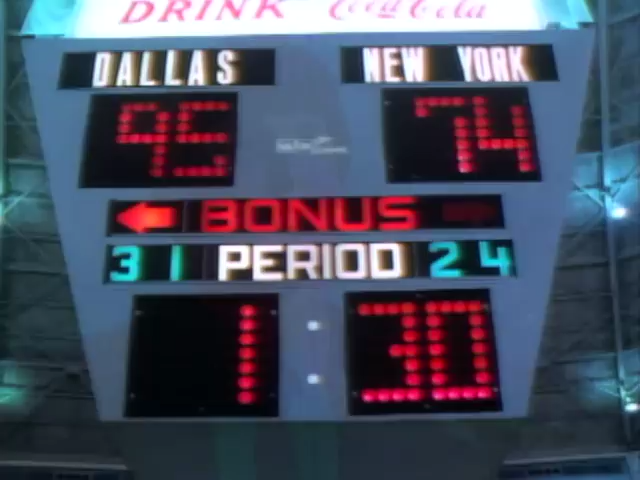 DRINK Coca-Cola
DALLAS NEW YORK
95 74
BONUS
3 1 PERIOD 2 4
1 : 30